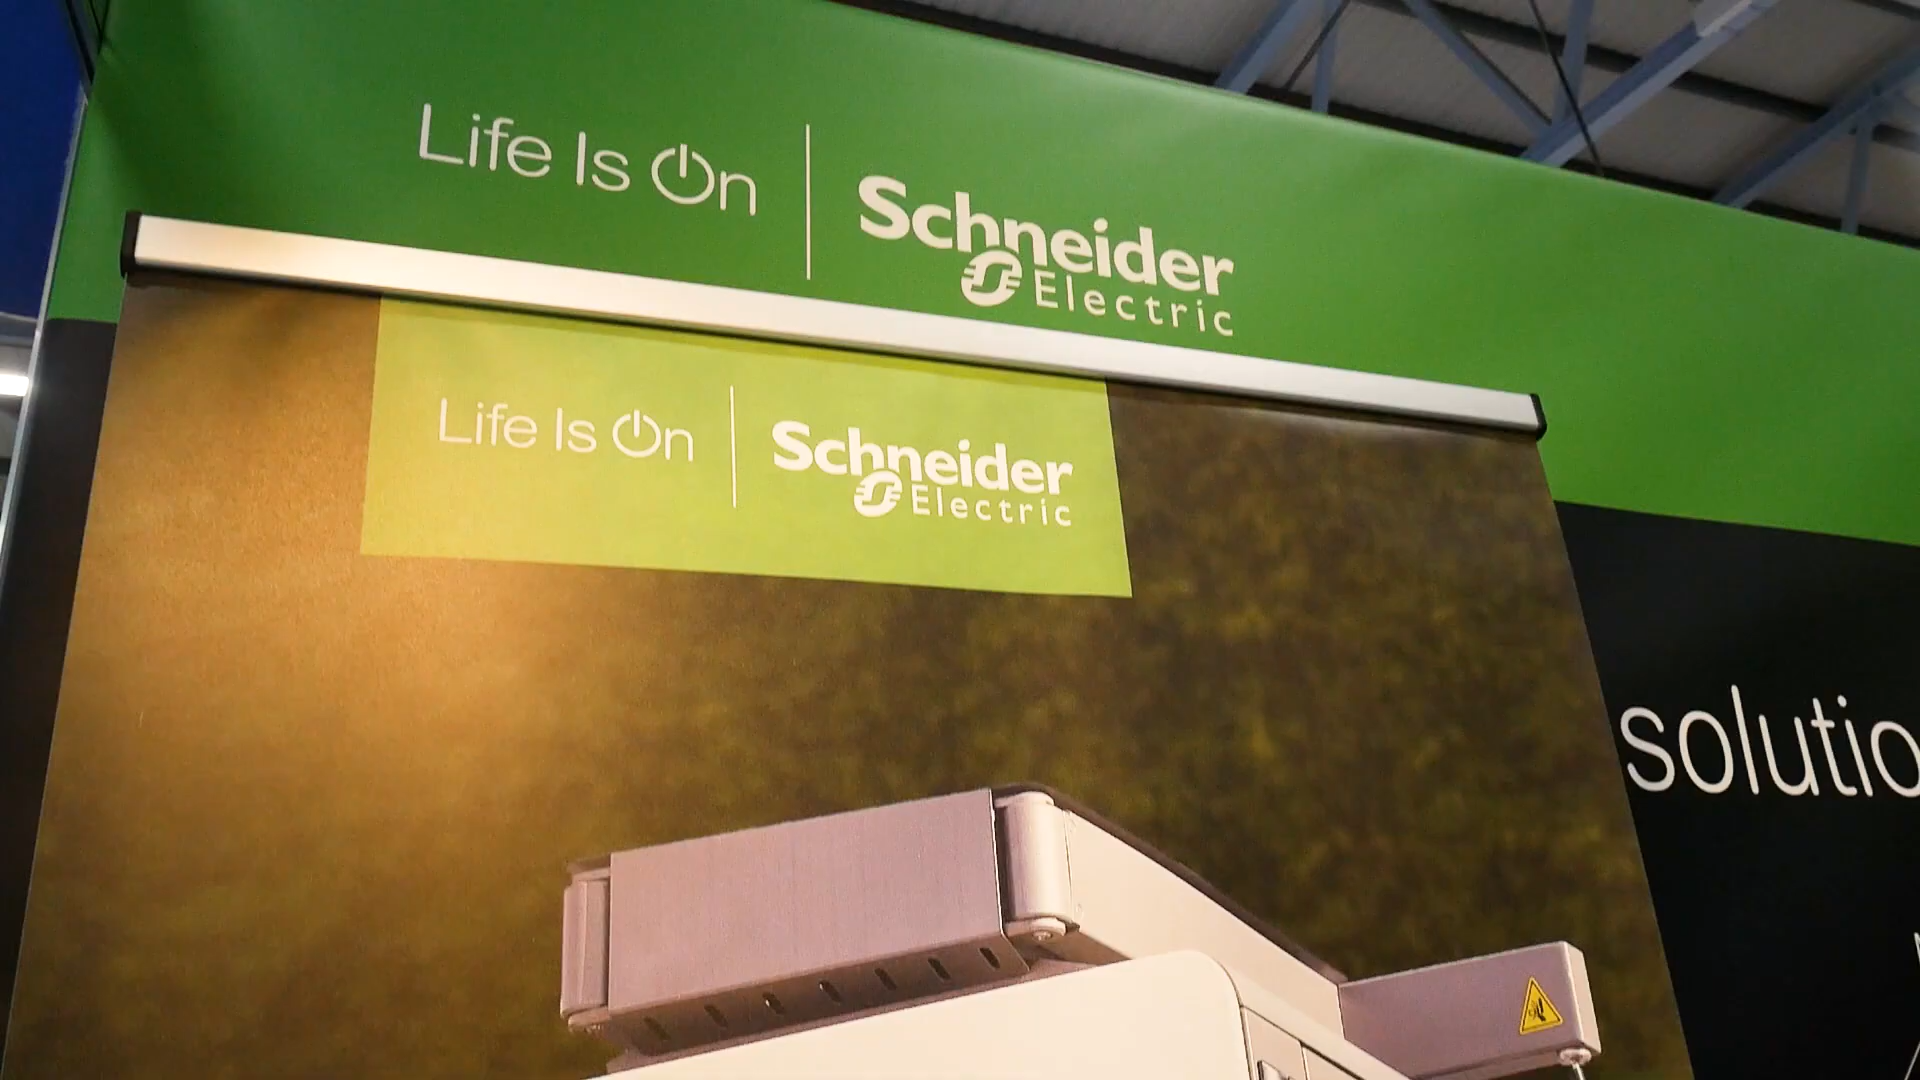 Life Is On
Schneider
Electric
Life Is On
Schneider
Electric
solutio